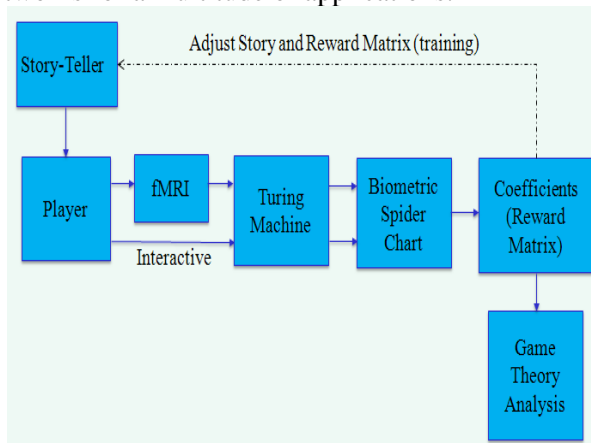 Adjust Story and Reward Matrix (training)
Story-Teller
Player
fMRI
Turing
Machine
Biometric
Spider
Chart
Coefficients
(Reward
Matrix)
Interactive
Game
Theory
Analysis